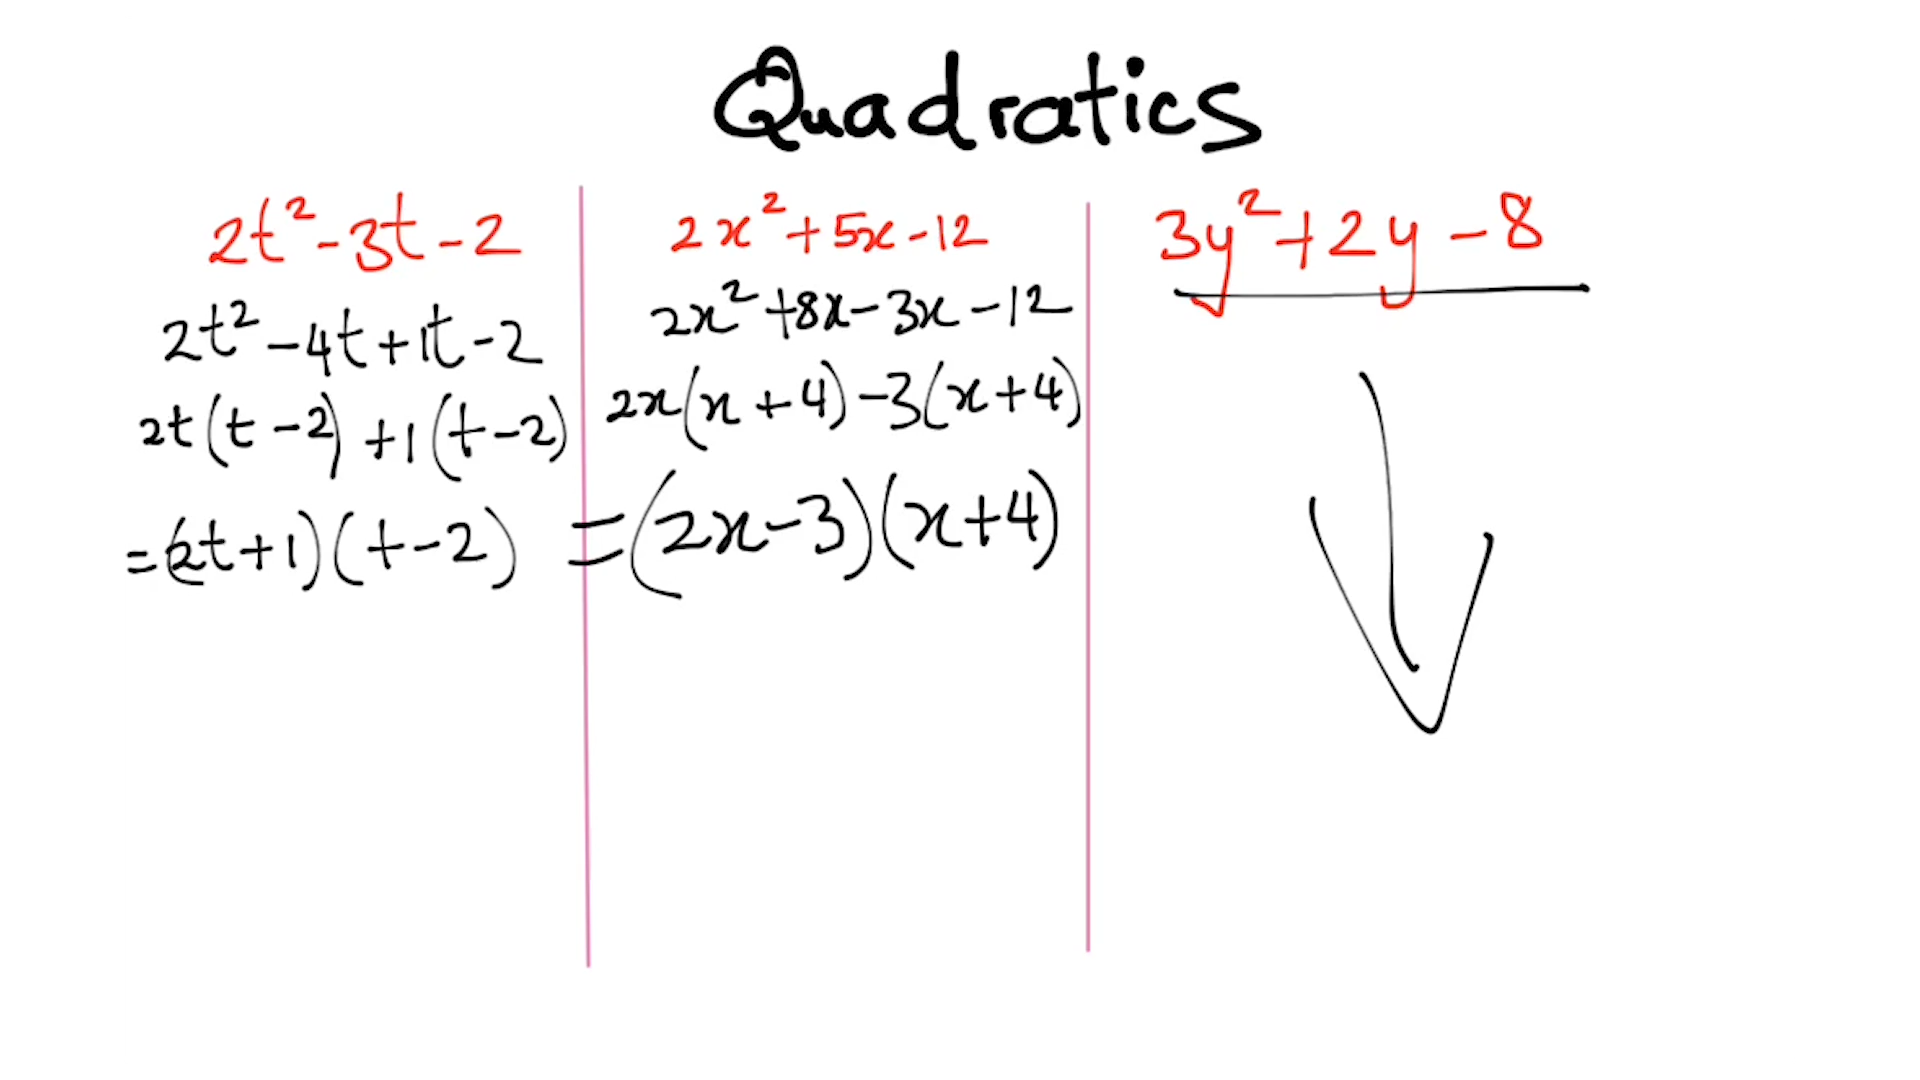 Quadratics
2t² - 3t - 2
2t² - 4t + 1t - 2
2t(t - 2) + 1(t - 2)
= (2t + 1)(t - 2)
2x² + 5x - 12
2x² + 8x - 3x - 12
2x(x + 4) - 3(x + 4)
= (2x - 3)(x + 4)
3y² + 2y - 8